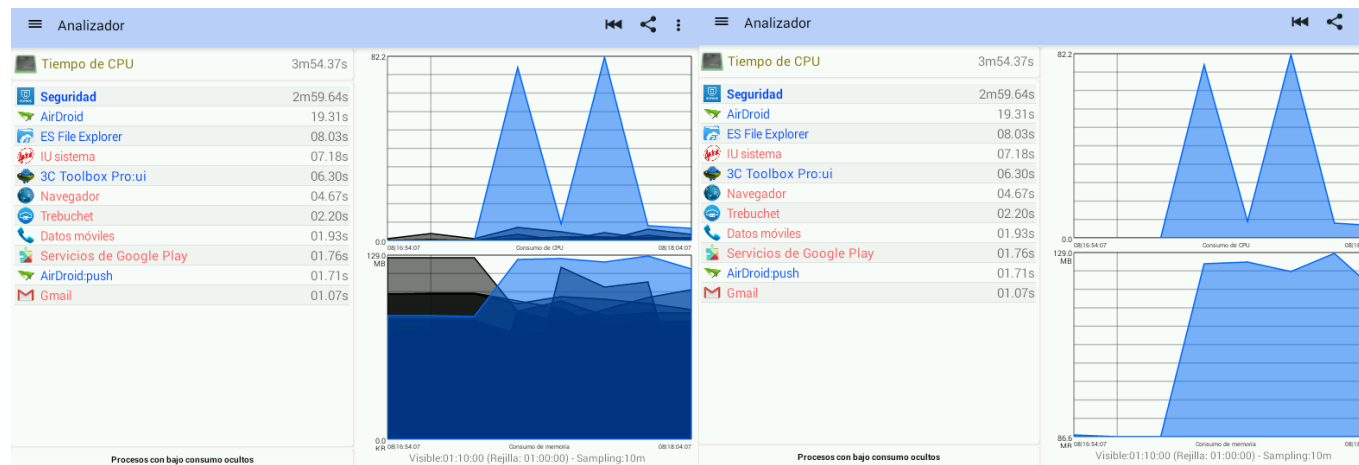 Analizador
Tiempo de CPU 3m54.37s
Seguridad 2m59.64s
AirDroid 19.31s
ES File Explorer 08.03s
IU sistema 07.18s
3C Toolbox Pro:ui 06.30s
Navegador 04.67s
Trebuchet 02.20s
Datos móviles 01.93s
Servicios de Google Play 01.76s
AirDroid:push 01.71s
Gmail 01.07s
Procesos con bajo consumo ocultos
82.2
0.0
08|16:54:07 Consumo de CPU 08|18:04:07
129.0
MB
0.0
KB 08|16:54:07 Consumo de memoria 08|18:04:07
Visible:01:10:00 (Rejilla: 01:00:00) - Sampling:10m
Analizador
Tiempo de CPU 3m54.37s
Seguridad 2m59.64s
AirDroid 19.31s
ES File Explorer 08.03s
IU sistema 07.18s
3C Toolbox Pro:ui 06.30s
Navegador 04.67s
Trebuchet 02.20s
Datos móviles 01.93s
Servicios de Google Play 01.76s
AirDroid:push 01.71s
Gmail 01.07s
Procesos con bajo consumo ocultos
82.2
0.0
08|16:54:07 Consumo de CPU 08|18
129.0
MB
86.6
MB 08|16:54:07 Consumo de memoria 08|18
Visible:01:10:00 (Rejilla: 01:00:00) - Sampling:10m